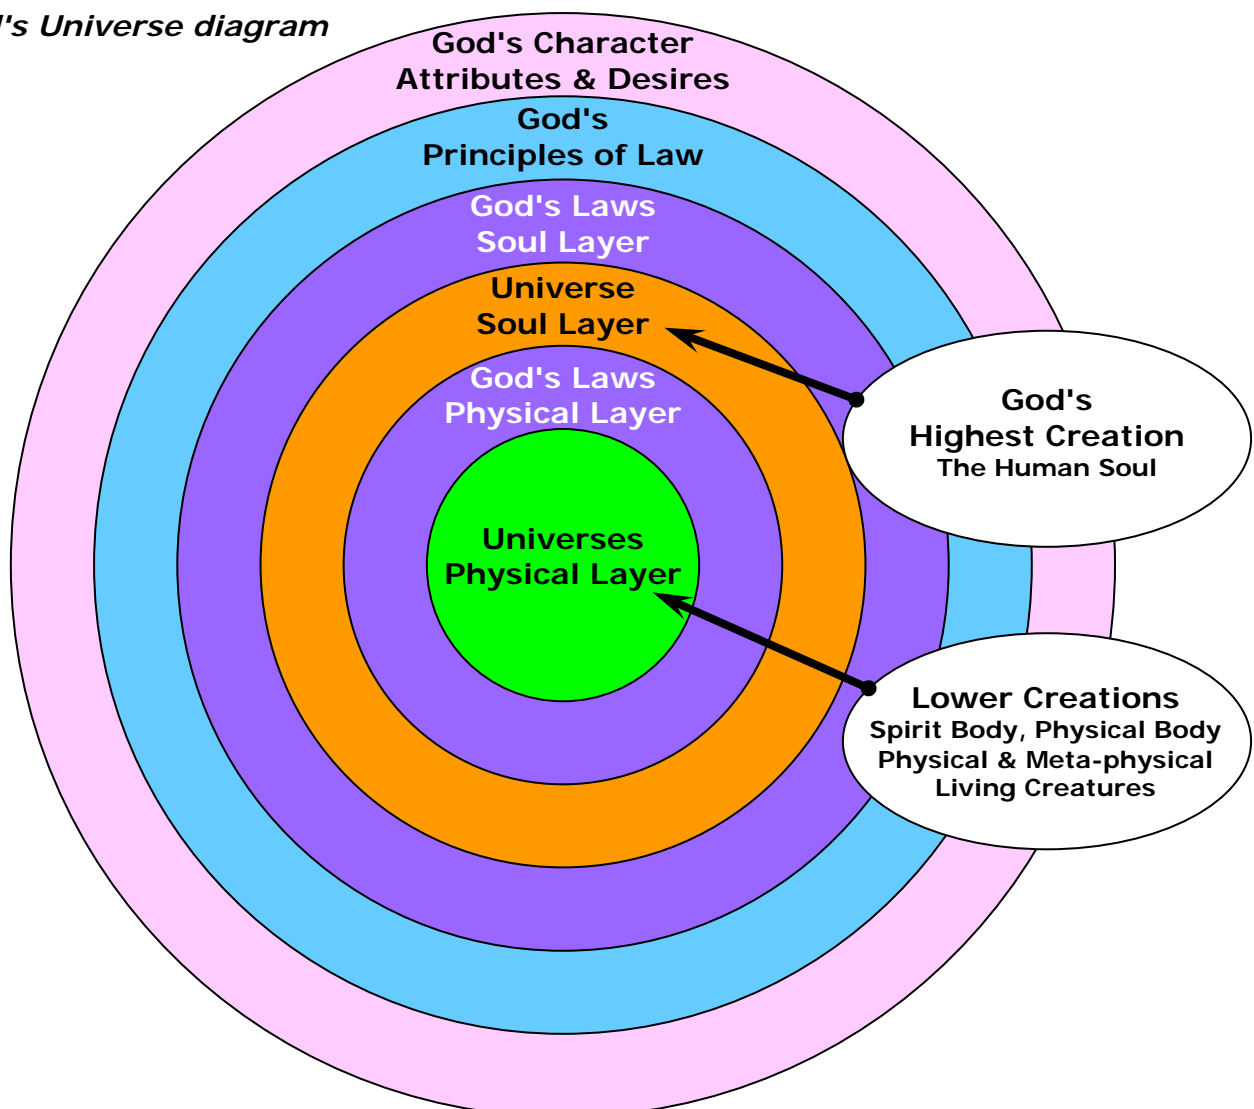 's Universe diagram
God's Character
Attributes & Desires
God's
Principles of Law
God's Laws
Soul Layer
Universe
Soul Layer
God's Laws
Physical Layer
Universes
Physical Layer
God's
Highest Creation
The Human Soul
Lower Creations
Spirit Body, Physical Body
Physical & Meta-physical
Living Creatures